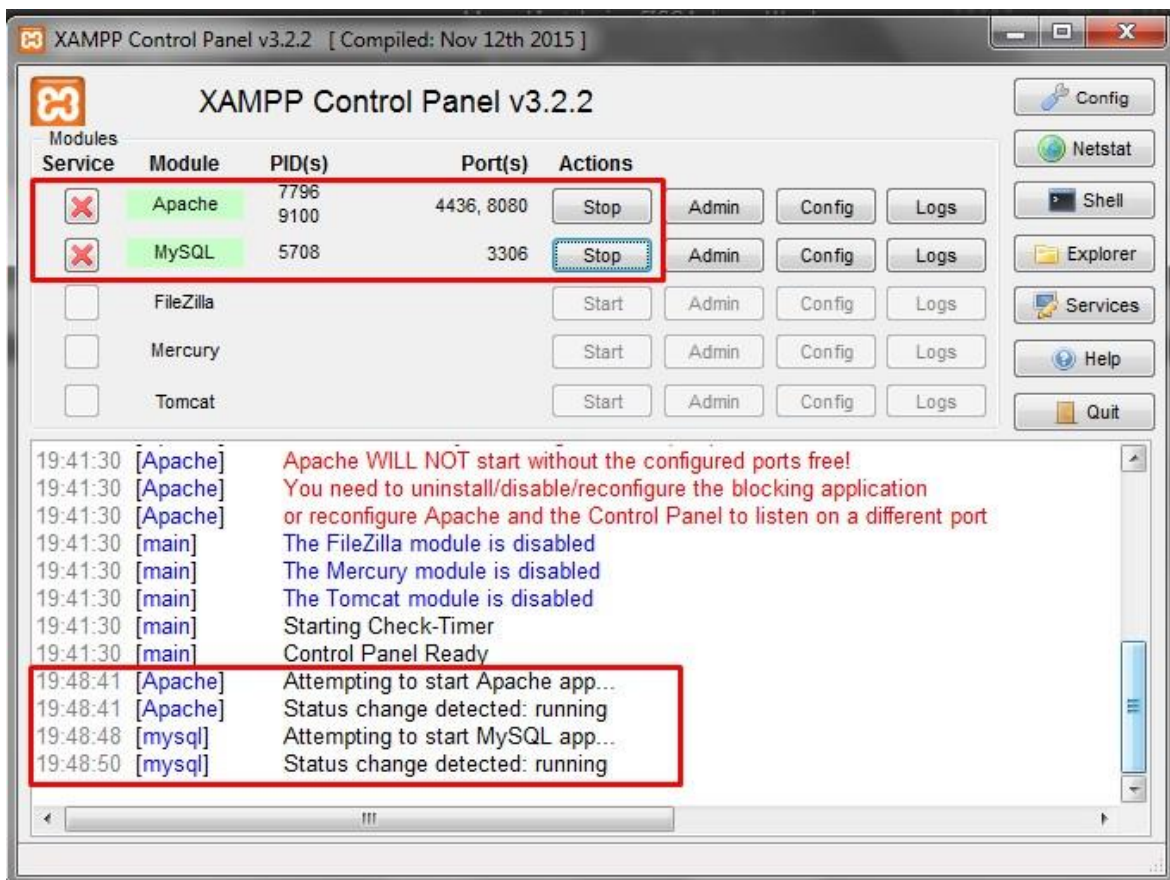 XAMPP Control Panel v3.2.2 [ Compiled: Nov 12th 2015 ]
XAMPP Control Panel v3.2.2
Config
Modules
Service Module PID(s) Port(s) Actions
Netstat
Apache 7796 9100 4436, 8080 Stop Admin Config Logs
Shell
MySQL 5708 3306 Stop Admin Config Logs
Explorer
FileZilla Start Admin Config Logs
Services
Mercury Start Admin Config Logs
Help
Tomcat Start Admin Config Logs
Quit
19:41:30 [Apache] Apache WILL NOT start without the configured ports free!
19:41:30 [Apache] You need to uninstall/disable/reconfigure the blocking application
19:41:30 [Apache] or reconfigure Apache and the Control Panel to listen on a different port
19:41:30 [main] The FileZilla module is disabled
19:41:30 [main] The Mercury module is disabled
19:41:30 [main] The Tomcat module is disabled
19:41:30 [main] Starting Check-Timer
19:41:30 [main] Control Panel Ready
19:48:41 [Apache] Attempting to start Apache app...
19:48:41 [Apache] Status change detected: running
19:48:48 [mysql] Attempting to start MySQL app...
19:48:50 [mysql] Status change detected: running